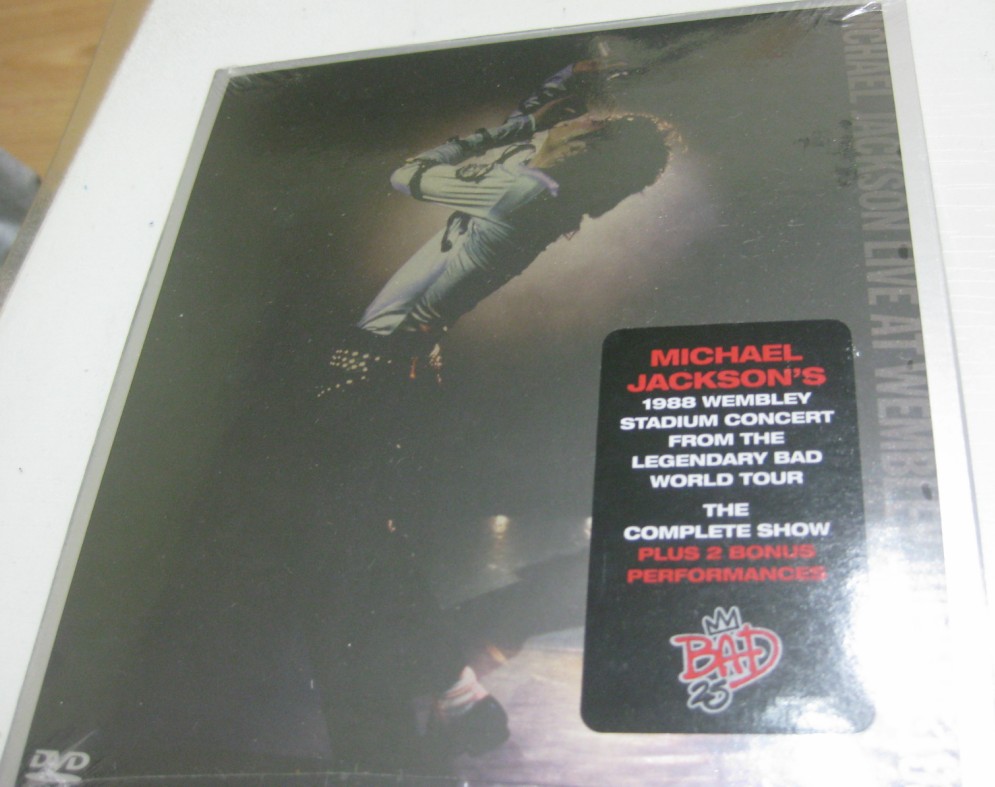 MICHAEL JACKSON LIVE AT WEMBLEY
MICHAEL
JACKSON'S
1988 WEMBLEY
STADIUM CONCERT
FROM THE
LEGENDARY BAD
WORLD TOUR
THE
COMPLETE SHOW
PLUS 2 BONUS
PERFORMANCES
BAD
25
DVD